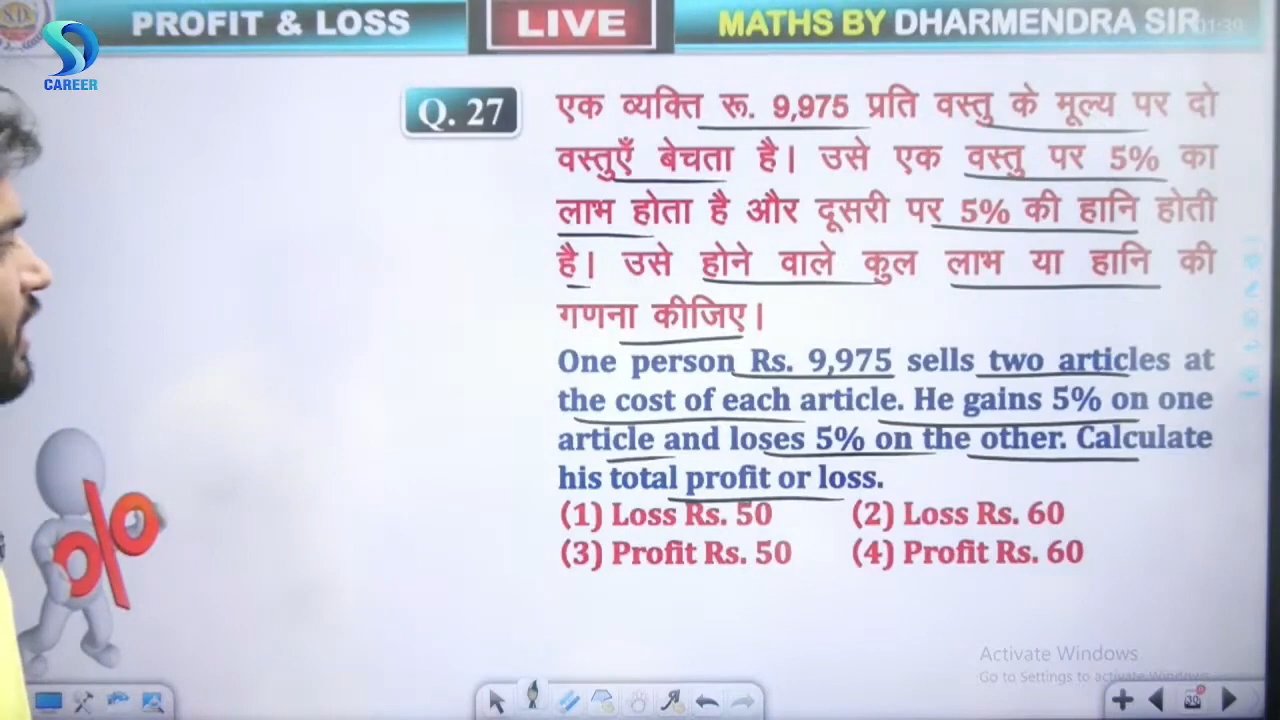 PROFIT & LOSS
LIVE
MATHS BY DHARMENDRA SIR
CAREER
Q. 27
एक व्यक्ति रू. 9,975 प्रति वस्तु के मूल्य पर दो
वस्तुएँ बेचता है। उसे एक वस्तु पर 5% का
लाभ होता है और दूसरी पर 5% की हानि होती
है। उसे होने वाले कुल लाभ या हानि की
गणना कीजिए।
One person Rs. 9,975 sells two articles at
the cost of each article. He gains 5% on one
article and loses 5% on the other. Calculate
his total profit or loss.
(1) Loss Rs. 50 (2) Loss Rs. 60
(3) Profit Rs. 50 (4) Profit Rs. 60
Activate Windows
Go to Settings to activate Windows.